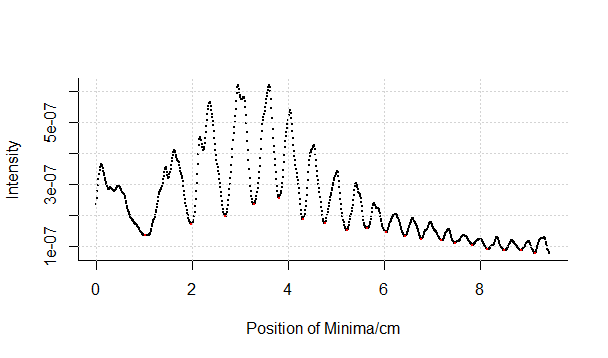 Intensity
5e-07
3e-07
1e-07
0 2 4 6 8
Position of Minima/cm